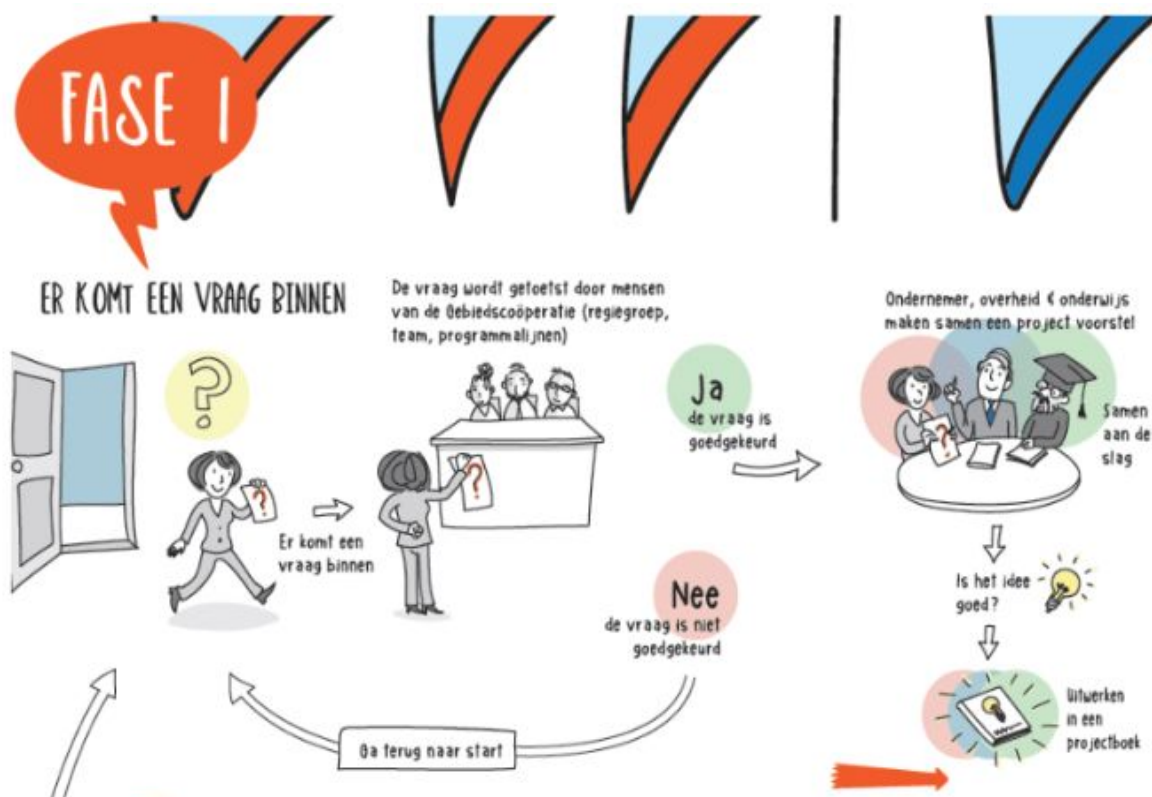 FASE 1
ER KOMT EEN VRAAG BINNEN
?
?
Er komt een
vraag binnen
De vraag wordt getoetst door mensen
van de Gebiedscoöperatie (regiegroep,
team, programmalijnen)
?
Ja
de vraag is
goedgekeurd
Nee
de vraag is niet
goedgekeurd
Ga terug naar start
Ondernemer, overheid & onderwijs
maken samen een project voorstel
?
Samen
aan de
slag
Is het idee
goed?
Uitwerken
in een
projectboek